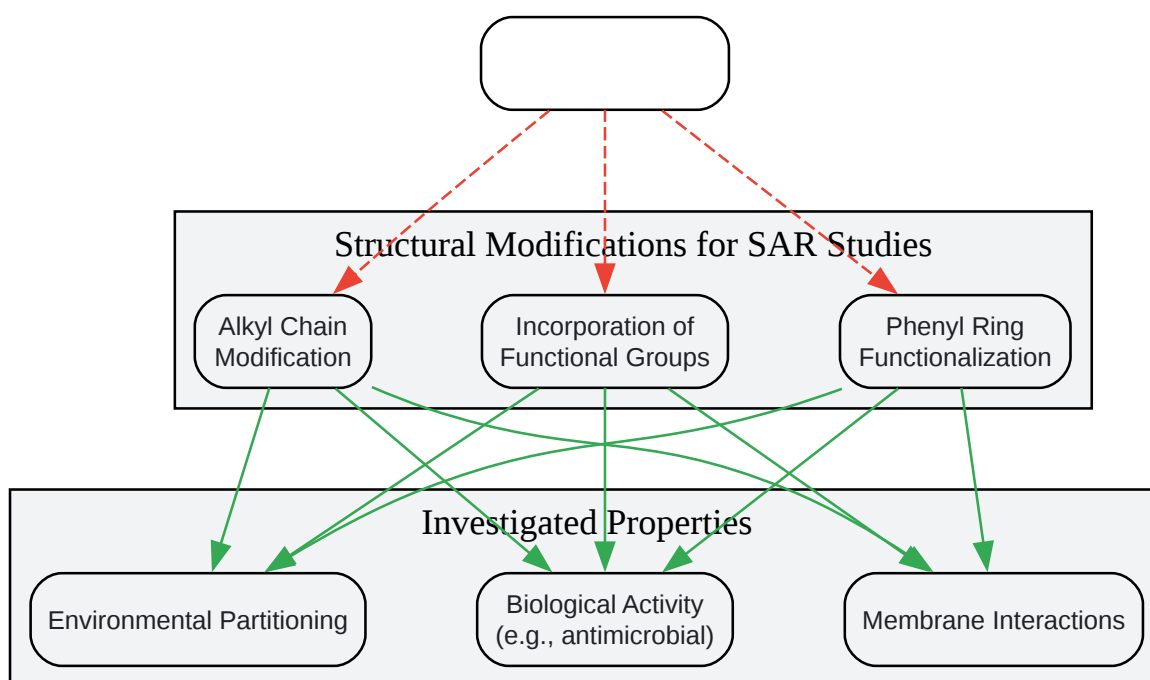 Structural Modifications for SAR Studies
Alkyl Chain
Modification
Incorporation of
Functional Groups
Phenyl Ring
Functionalization
Investigated Properties
Environmental Partitioning
Biological Activity
(e.g., antimicrobial)
Membrane Interactions